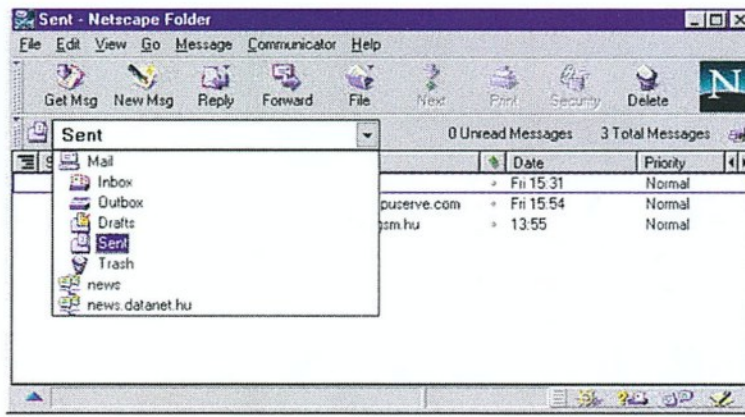 Sent - Netscape Folder
File Edit View Go Message Communicator Help
Get Msg New Msg Reply Forward File Next Print Security Delete N
Sent 0 Unread Messages 3 Total Messages
S Date Priority
Mail
Inbox Fri 15:31 Normal
Outbox puserve.com Fri 15:54 Normal
Drafts gsm.hu 13:55 Normal
Sent
Trash
news
news.datanet.hu